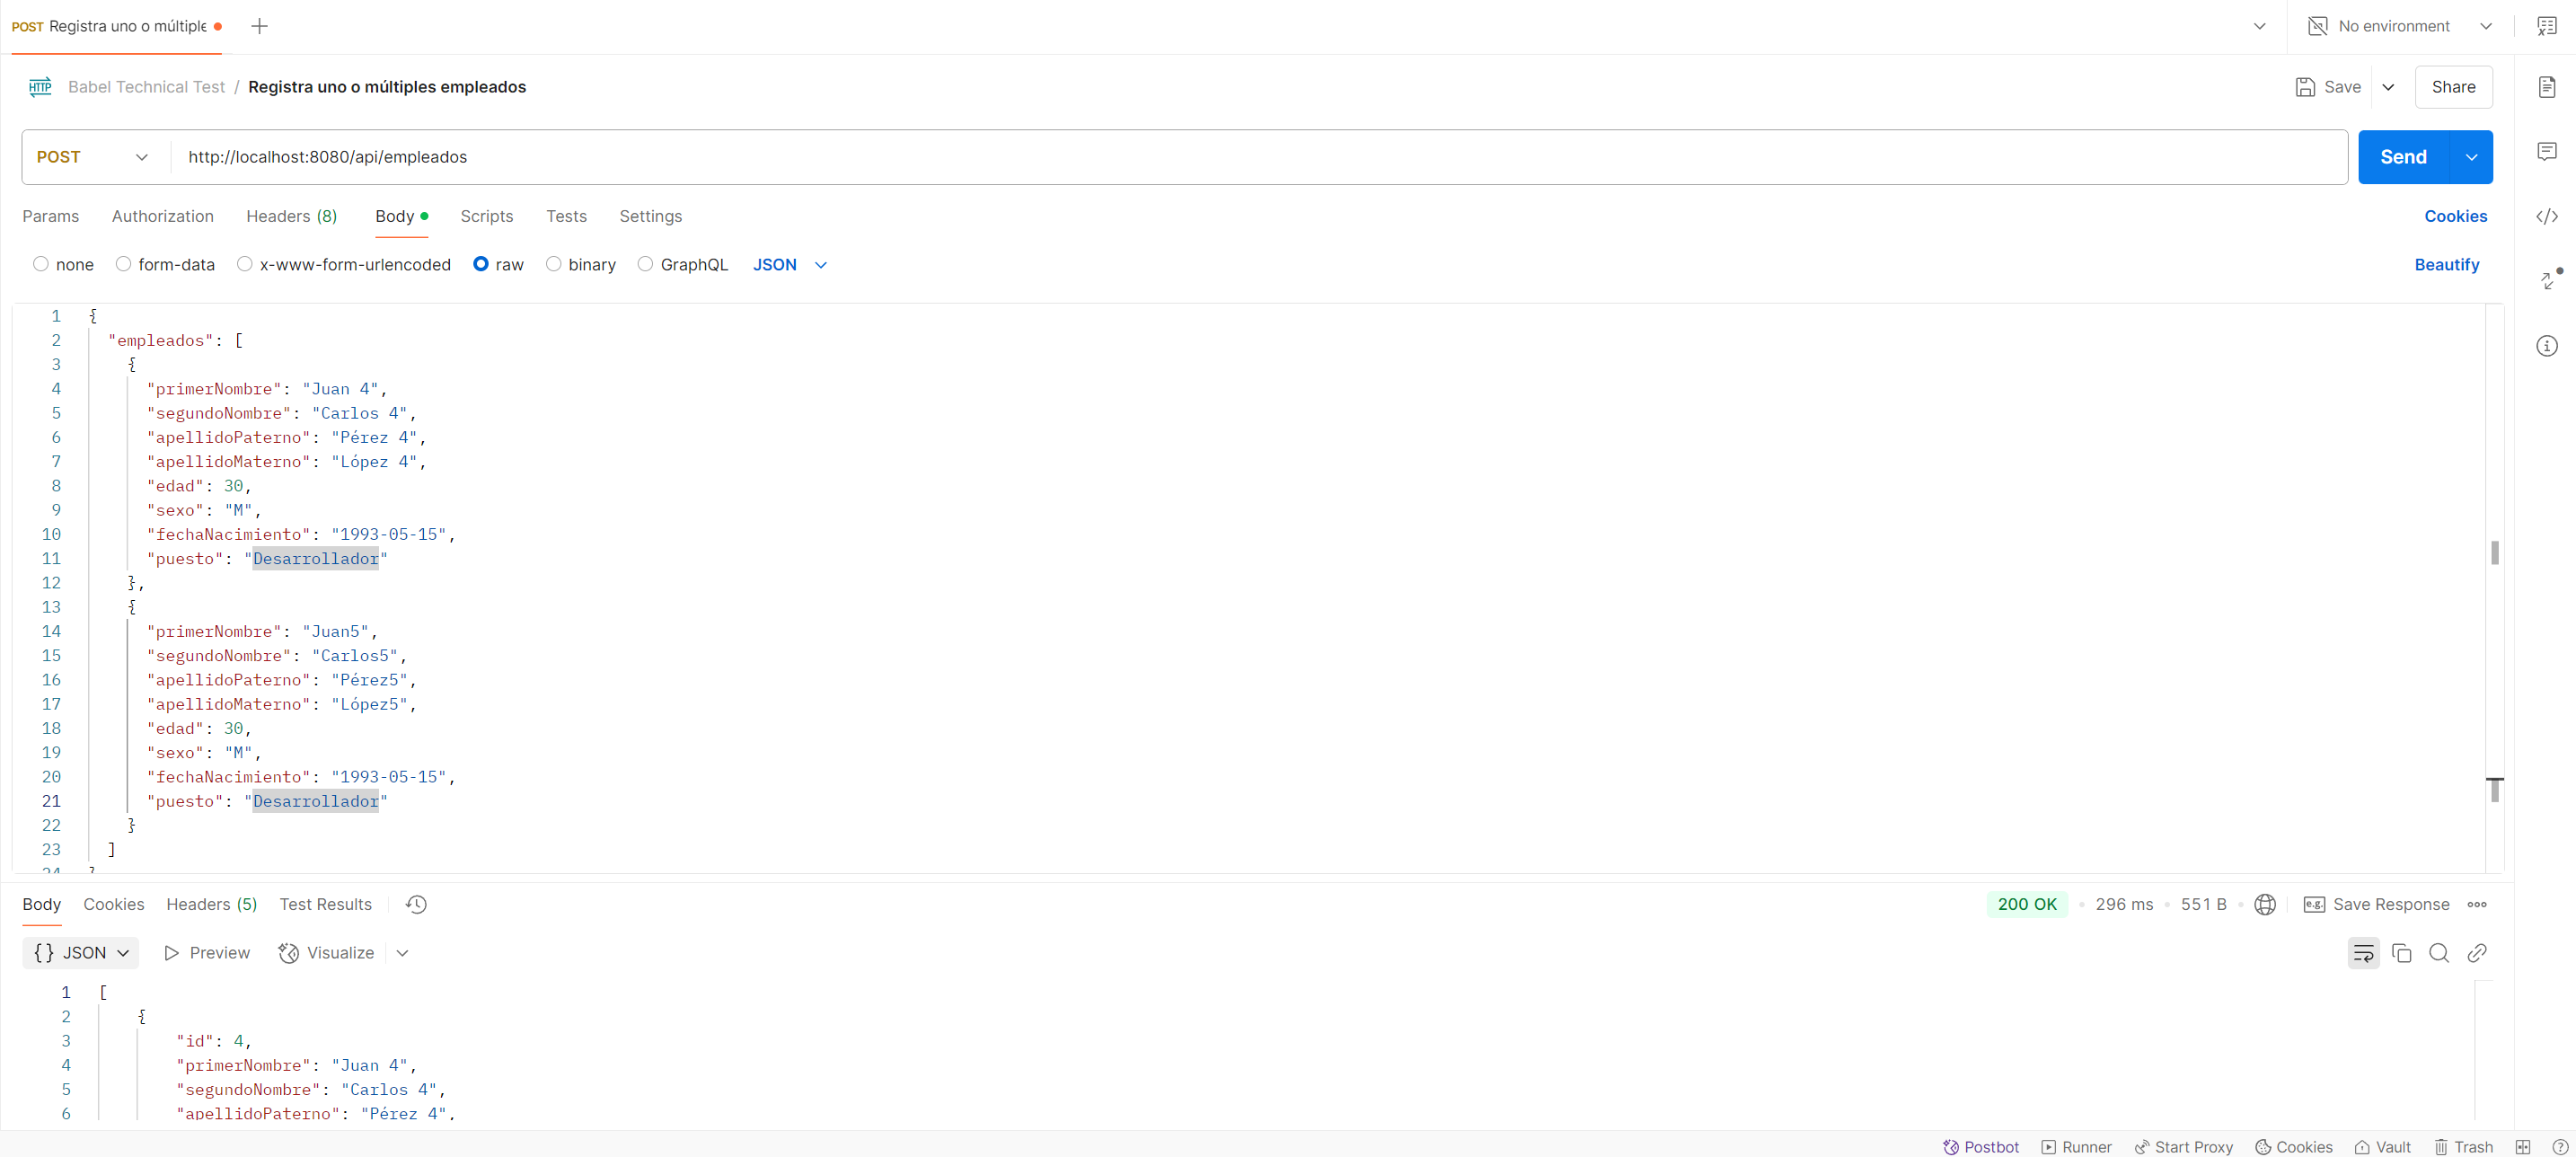 POST Registra uno o múltiple
No environment
HTTP Babel Technical Test / Registra uno o múltiples empleados
Save
Share
POST http://localhost:8080/api/empleados
Send
Params Authorization Headers (8) Body Scripts Tests Settings Cookies
none form-data x-www-form-urlencoded raw binary GraphQL JSON Beautify
1 {
2 "empleados": [
3 {
4 "primerNombre": "Juan 4",
5 "segundoNombre": "Carlos 4",
6 "apellidoPaterno": "Pérez 4",
7 "apellidoMaterno": "López 4",
8 "edad": 30,
9 "sexo": "M",
10 "fechaNacimiento": "1993-05-15",
11 "puesto": "Desarrollador"
12 },
13 {
14 "primerNombre": "Juan5",
15 "segundoNombre": "Carlos5",
16 "apellidoPaterno": "Pérez5",
17 "apellidoMaterno": "López5",
18 "edad": 30,
19 "sexo": "M",
20 "fechaNacimiento": "1993-05-15",
21 "puesto": "Desarrollador"
22 }
23 ]
24 }
Body Cookies Headers (5) Test Results
200 OK • 296 ms • 551 B
e.g. Save Response
{} JSON Preview Visualize
1 [
2 {
3 "id": 4,
4 "primerNombre": "Juan 4",
5 "segundoNombre": "Carlos 4",
6 "apellidoPaterno": "Pérez 4",
Postbot Runner Start Proxy Cookies Vault Trash